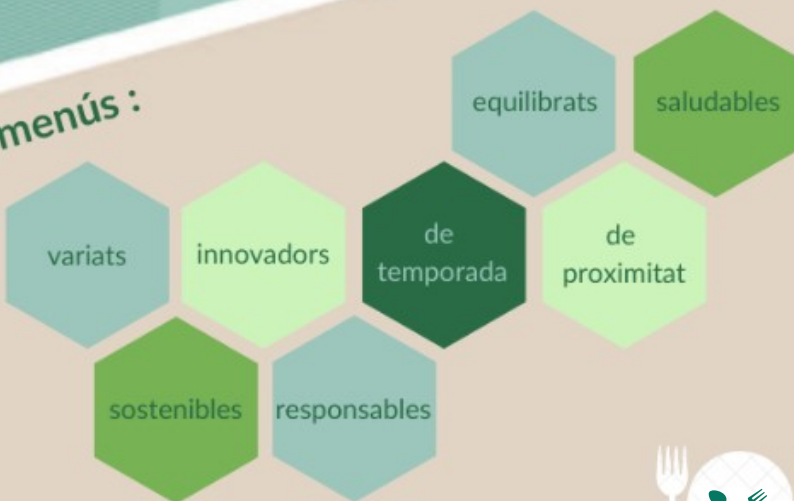 menús :
equilibrats
saludables
variats
innovadors
de
temporada
de
proximitat
sostenibles
responsables